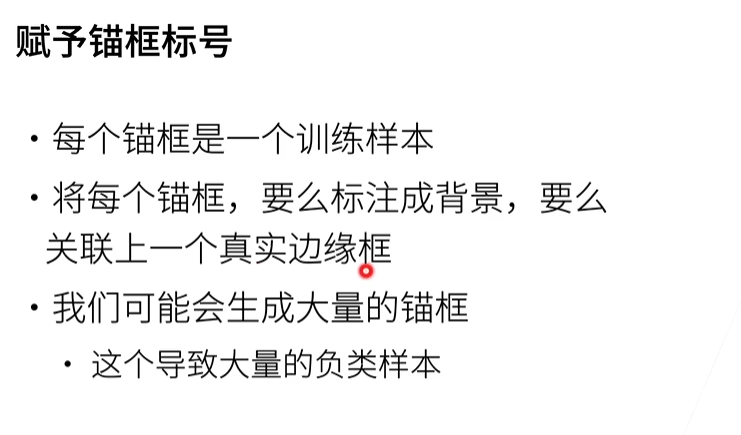 赋予锚框标号
• 每个锚框是一个训练样本
• 将每个锚框，要么标注成背景，要么
关联上一个真实边缘框
• 我们可能会生成大量的锚框
• 这个导致大量的负类样本